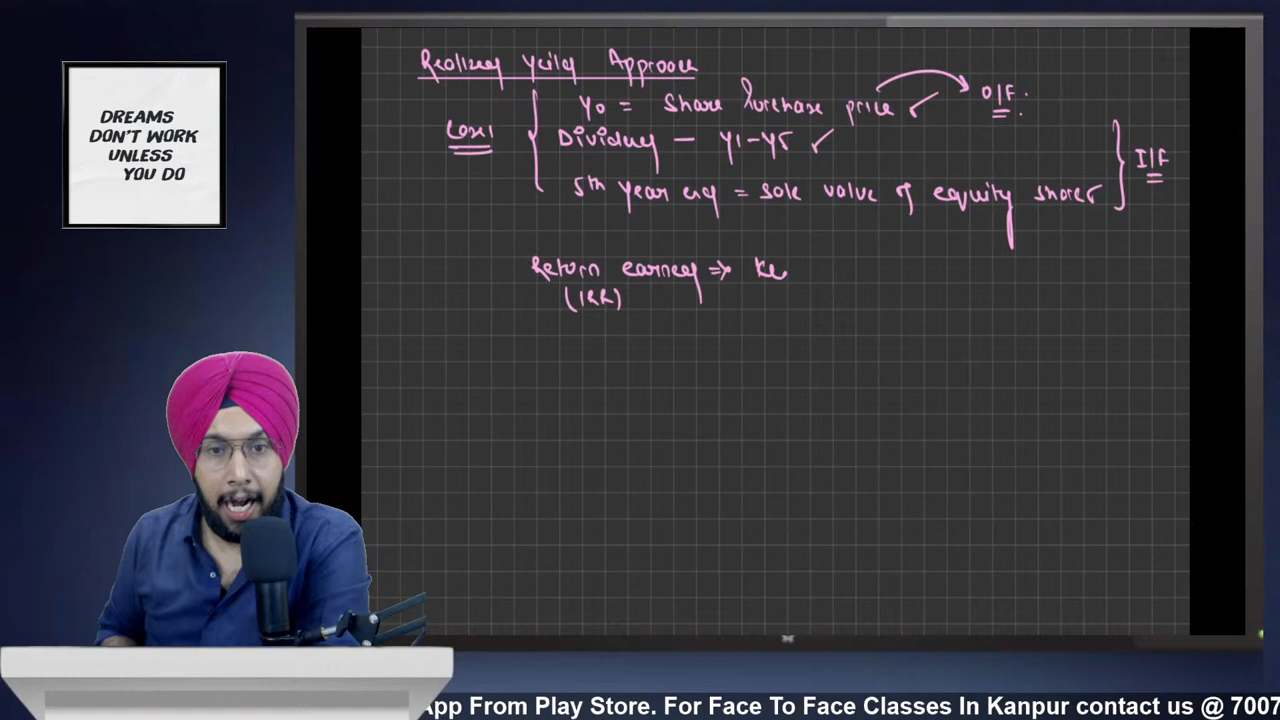 DREAMS
DON'T WORK
UNLESS
YOU DO
Realized Yield Approach
Case 1
Y0 = Share Purchase price ✓ O/F.
Dividend - Y1-Y5 ✓
5th Year end = Sale value of equity shares
I/F
Return earned ⇒ Ke
(IRR)
App From Play Store. For Face To Face Classes In Kanpur contact us @ 7007